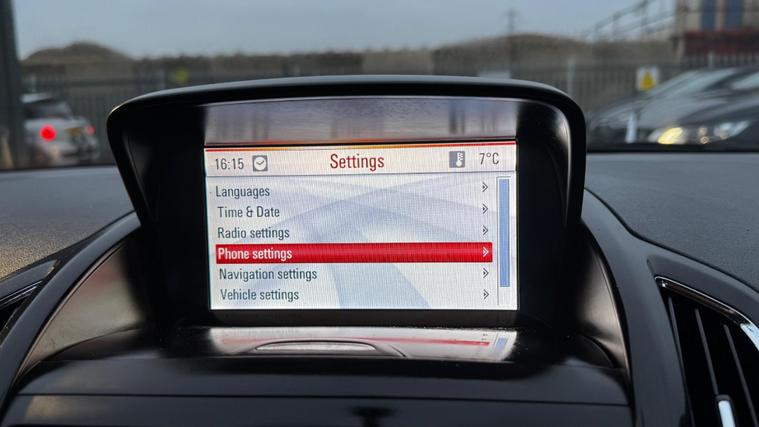 16:15 Settings 7°C
Languages
Time & Date
Radio settings
Phone settings
Navigation settings
Vehicle settings